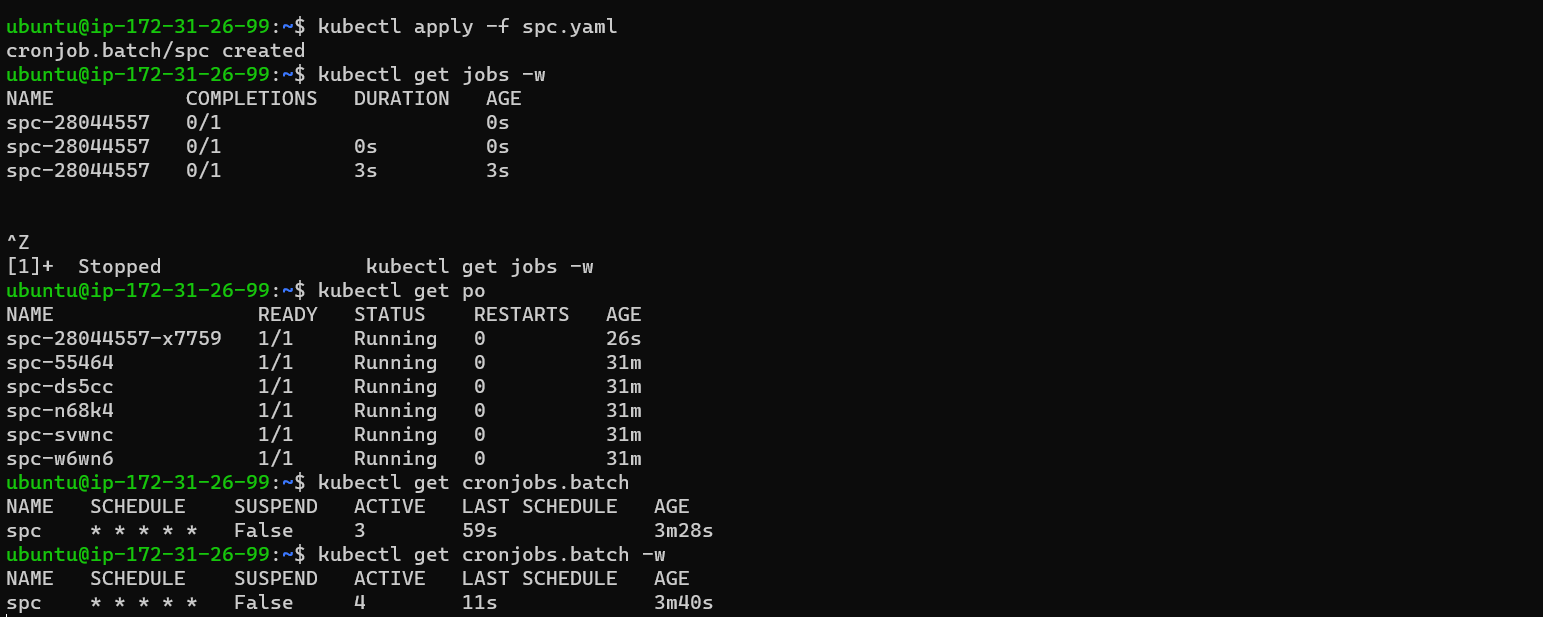 ubuntu@ip-172-31-26-99:~$ kubectl apply -f spc.yaml
cronjob.batch/spc created
ubuntu@ip-172-31-26-99:~$ kubectl get jobs -w
NAME           COMPLETIONS   DURATION   AGE
spc-28044557   0/1                      0s
spc-28044557   0/1           0s         0s
spc-28044557   0/1           3s         3s
^Z
[1]+  Stopped                 kubectl get jobs -w
ubuntu@ip-172-31-26-99:~$ kubectl get po
NAME                 READY   STATUS    RESTARTS   AGE
spc-28044557-x7759   1/1     Running   0          26s
spc-55464            1/1     Running   0          31m
spc-ds5cc            1/1     Running   0          31m
spc-n68k4            1/1     Running   0          31m
spc-svwnc            1/1     Running   0          31m
spc-w6wn6            1/1     Running   0          31m
ubuntu@ip-172-31-26-99:~$ kubectl get cronjobs.batch
NAME   SCHEDULE    SUSPEND   ACTIVE   LAST SCHEDULE   AGE
spc    * * * * *   False     3        59s             3m28s
ubuntu@ip-172-31-26-99:~$ kubectl get cronjobs.batch -w
NAME   SCHEDULE    SUSPEND   ACTIVE   LAST SCHEDULE   AGE
spc    * * * * *   False     4        11s             3m40s